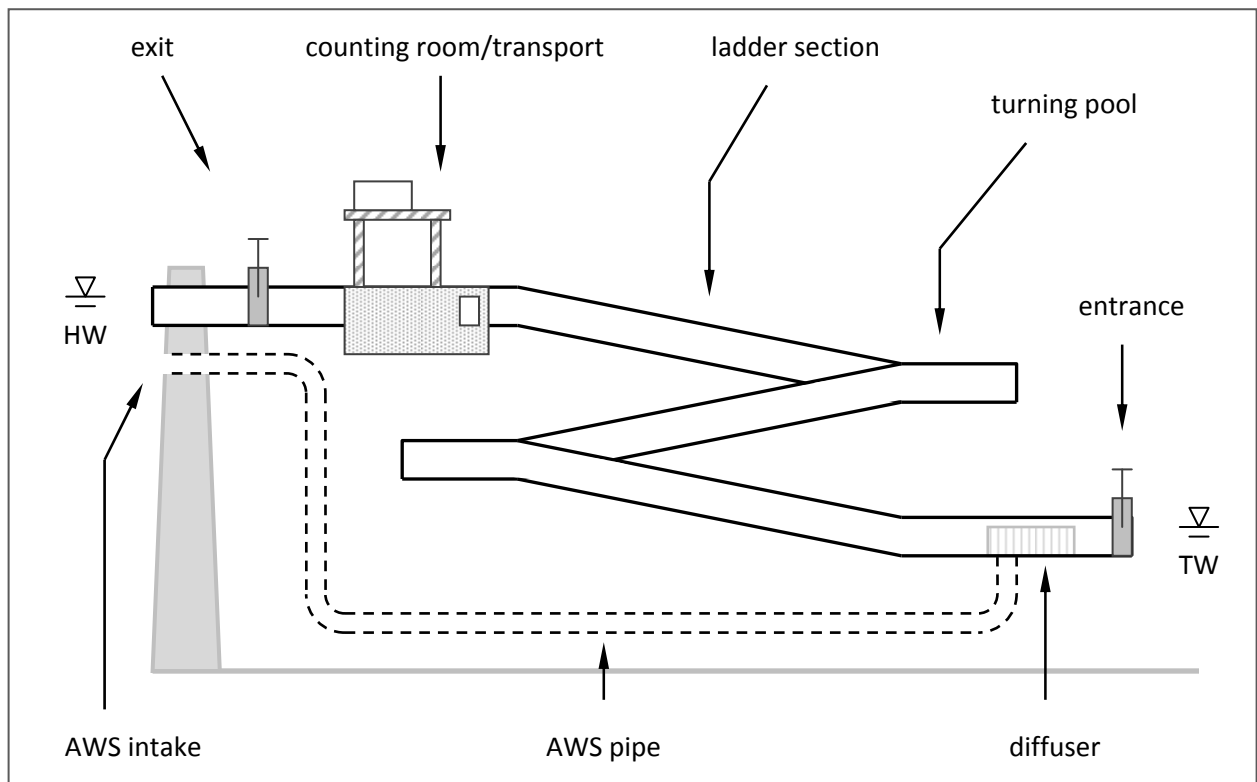 exit
counting room/transport
ladder section
turning pool
entrance
HW
TW
AWS intake
AWS pipe
diffuser